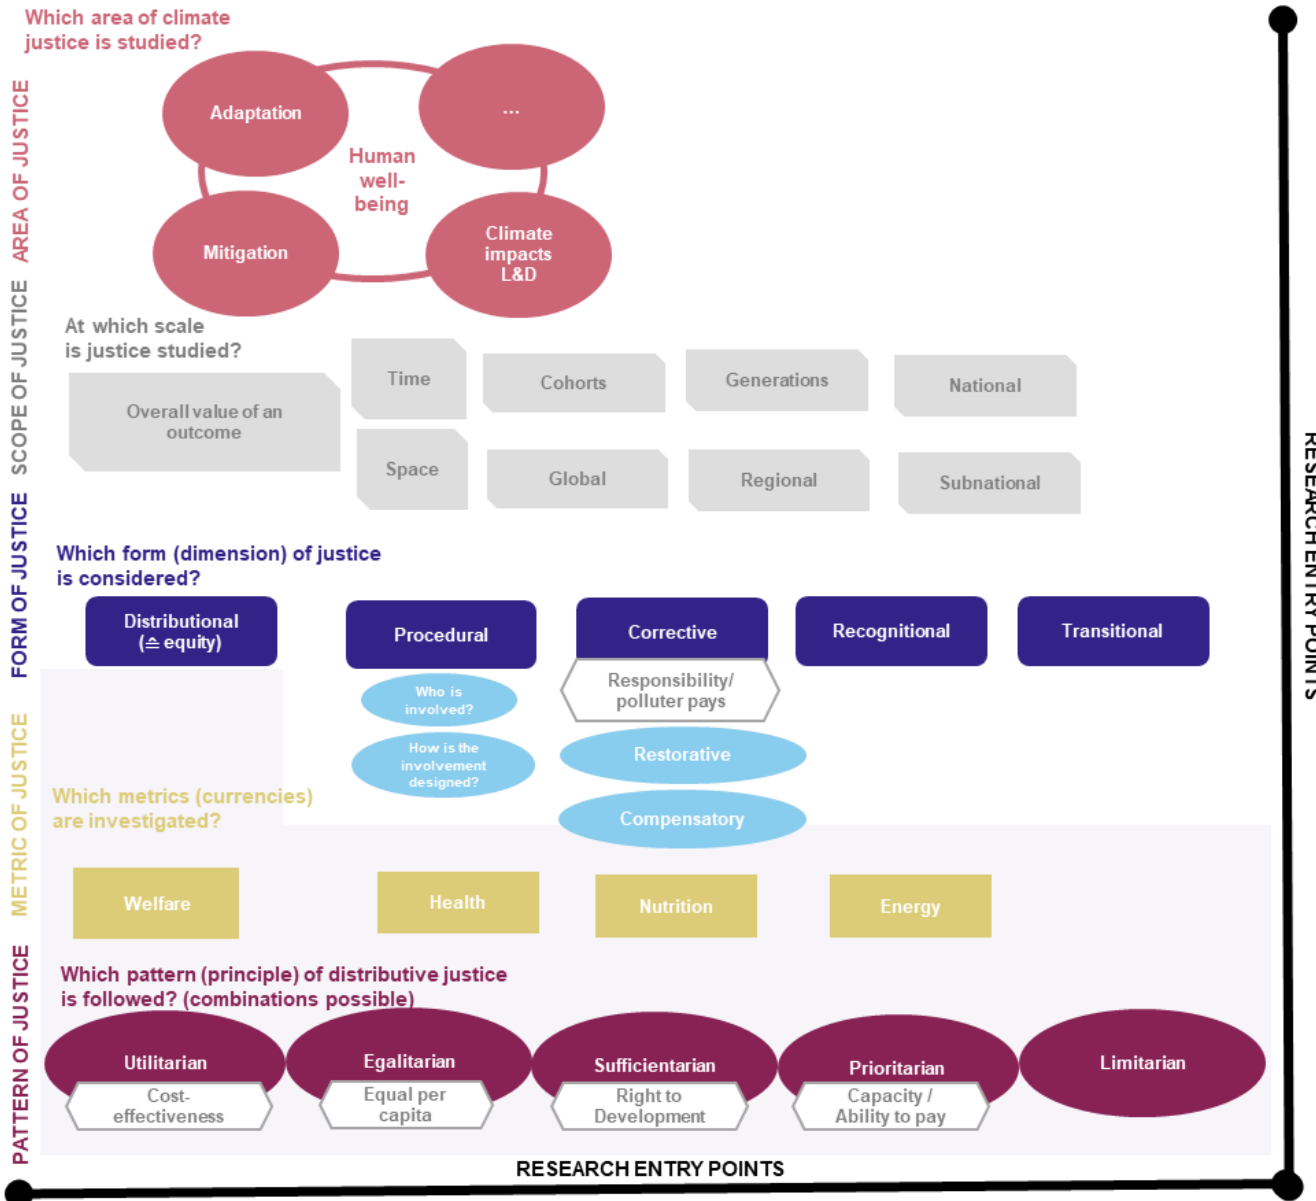 Which area of climate
justice is studied?
AREA OF JUSTICE
Adaptation
...
Human
well-
being
Mitigation
Climate
impacts
L&D
SCOPE OF JUSTICE
At which scale
is justice studied?
Overall value of an
outcome
Time
Cohorts
Generations
National
Space
Global
Regional
Subnational
FORM OF JUSTICE
Which form (dimension) of justice
is considered?
Distributional
(≙ equity)
Procedural
Corrective
Recognitional
Transitional
Who is
involved?
How is the
involvement
designed?
Responsibility/
polluter pays
Restorative
Compensatory
METRIC OF JUSTICE
Which metrics (currencies)
are investigated?
Welfare
Health
Nutrition
Energy
PATTERN OF JUSTICE
Which pattern (principle) of distributive justice
is followed? (combinations possible)
Utilitarian
Cost-
effectiveness
Egalitarian
Equal per
capita
Sufficientarian
Right to
Development
Prioritarian
Capacity /
Ability to pay
Limitarian
RESEARCH ENTRY POINTS
RESEARCH ENTRY POINTS